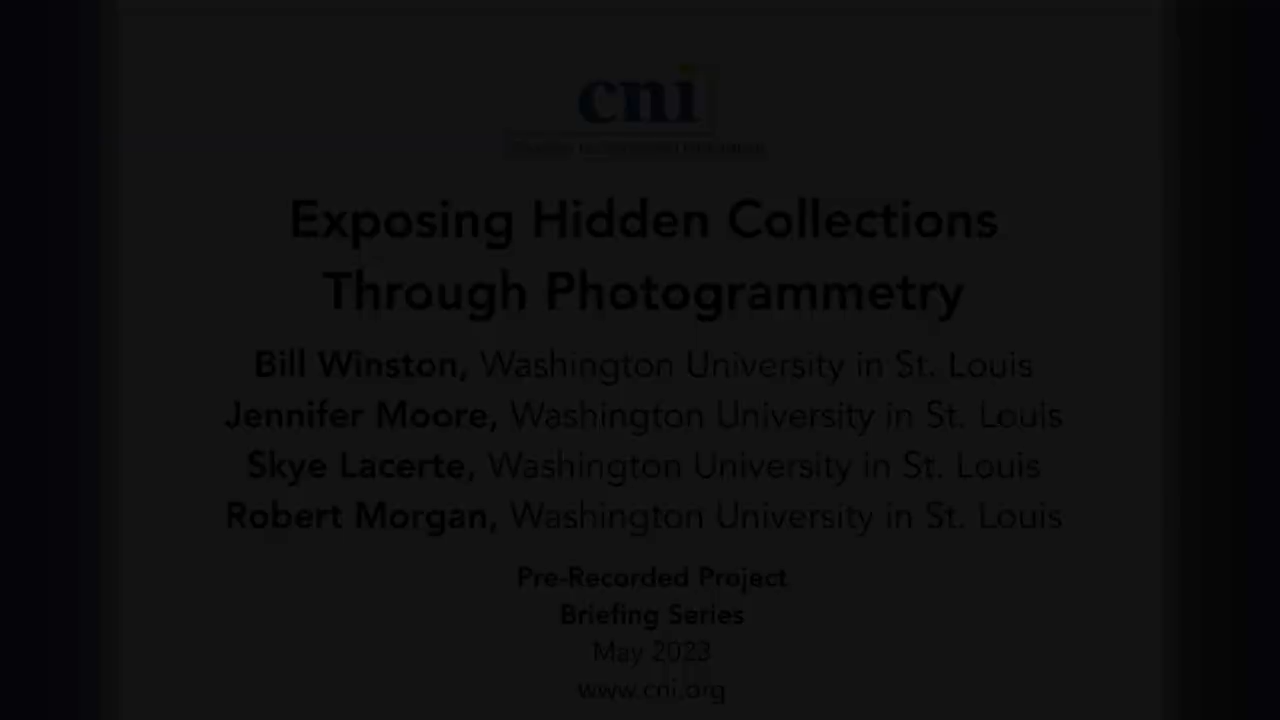 cni
Exposing Hidden Collections
Through Photogrammetry
Bill Winston, Washington University in St. Louis
Jennifer Moore, Washington University in St. Louis
Skye Lacerte, Washington University in St. Louis
Robert Morgan, Washington University in St. Louis
Pre-Recorded Project
Briefing Series
May 2023
www.cni.org